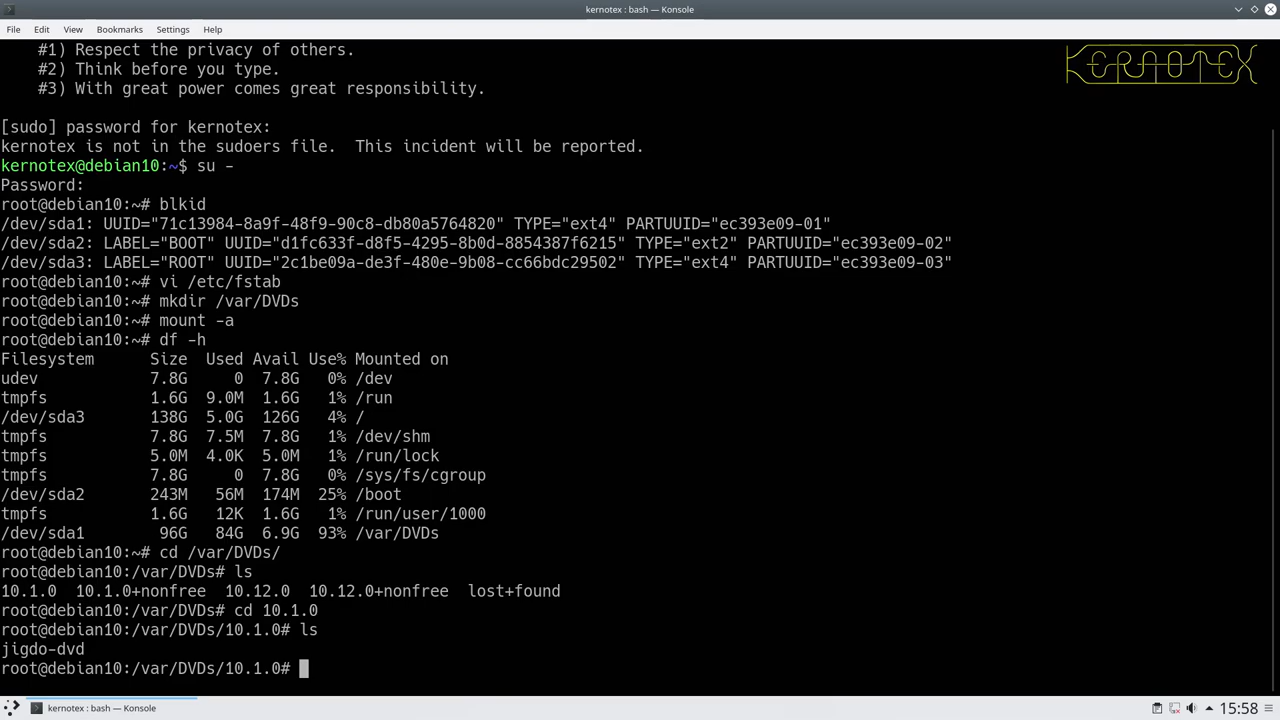 kernotex : bash — Konsole
File Edit View Bookmarks Settings Help
KERNOTEX
#1) Respect the privacy of others.
#2) Think before you type.
#3) With great power comes great responsibility.
[sudo] password for kernotex:
kernotex is not in the sudoers file.  This incident will be reported.
kernotex@debian10:~$ su -
Password:
root@debian10:~# blkid
/dev/sda1: UUID="71c13984-8a9f-48f9-90c8-db80a5764820" TYPE="ext4" PARTUUID="ec393e09-01"
/dev/sda2: LABEL="BOOT" UUID="d1fc633f-d8f5-4295-8b0d-8854387f6215" TYPE="ext2" PARTUUID="ec393e09-02"
/dev/sda3: LABEL="ROOT" UUID="2c1be09a-de3f-480e-9b08-cc66bdc29502" TYPE="ext4" PARTUUID="ec393e09-03"
root@debian10:~# vi /etc/fstab
root@debian10:~# mkdir /var/DVDs
root@debian10:~# mount -a
root@debian10:~# df -h
Filesystem      Size  Used Avail Use% Mounted on
udev            7.8G     0  7.8G   0% /dev
tmpfs           1.6G  9.0M  1.6G   1% /run
/dev/sda3       138G  5.0G  126G   4% /
tmpfs           7.8G  7.5M  7.8G   1% /dev/shm
tmpfs           5.0M  4.0K  5.0M   1% /run/lock
tmpfs           7.8G     0  7.8G   0% /sys/fs/cgroup
/dev/sda2       243M   56M  174M  25% /boot
tmpfs           1.6G   12K  1.6G   1% /run/user/1000
/dev/sda1        96G   84G  6.9G  93% /var/DVDs
root@debian10:~# cd /var/DVDs/
root@debian10:/var/DVDs# ls
10.1.0  10.1.0+nonfree  10.12.0  10.12.0+nonfree  lost+found
root@debian10:/var/DVDs# cd 10.1.0
root@debian10:/var/DVDs/10.1.0# ls
jigdo-dvd
root@debian10:/var/DVDs/10.1.0#
kernotex : bash — Konsole
15:58